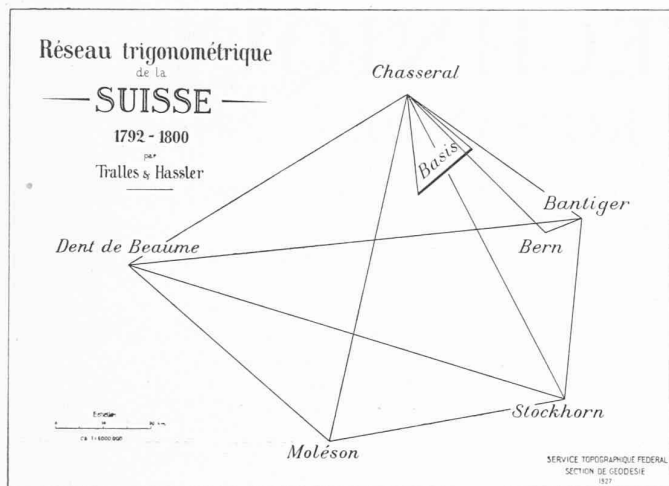 Réseau trigonométrique
de la
SUISSE
1792 - 1800
par
Tralles & Hassler
Chasseral
Basis
Bantiger
Bern
Dent de Beaume
Stockhorn
Moléson
SERVICE TOPOGRAPHIQUE FEDERAL
SECTION DE GEODESIE
1927